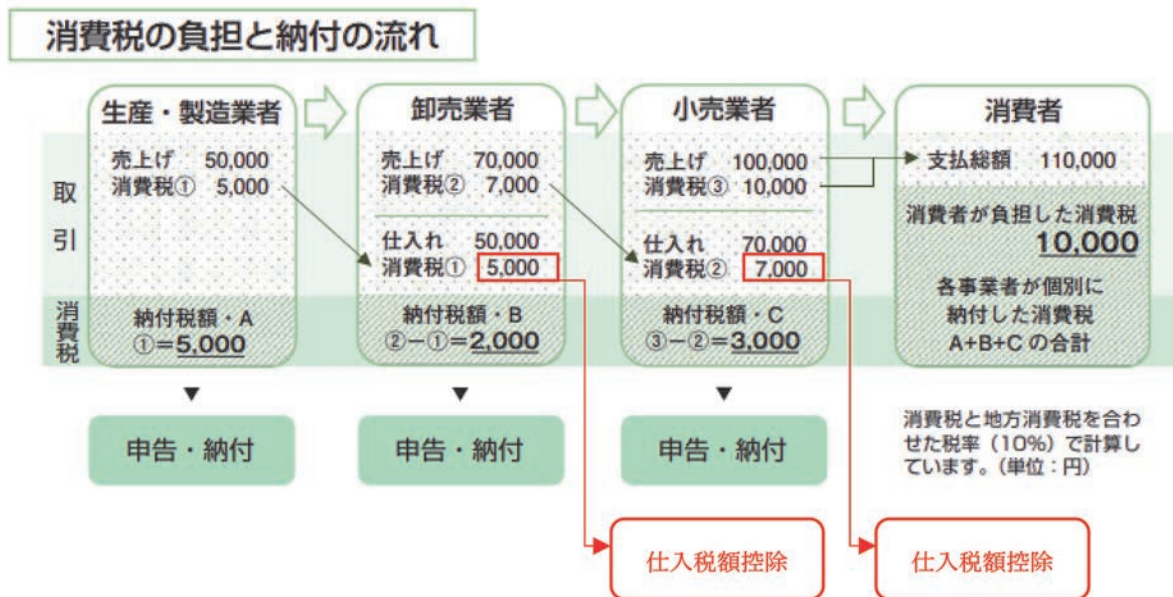 消費税の負担と納付の流れ
取引
消費税
生産・製造業者
売上げ 50,000
消費税① 5,000
納付税額・A
①=5,000
申告・納付
卸売業者
売上げ 70,000
消費税② 7,000
仕入れ 50,000
消費税① 5,000
納付税額・B
②−①=2,000
申告・納付
小売業者
売上げ 100,000
消費税③ 10,000
仕入れ 70,000
消費税② 7,000
納付税額・C
③−②=3,000
申告・納付
消費者
支払総額 110,000
消費者が負担した消費税
10,000
各事業者が個別に
納付した消費税
A+B+C の合計
消費税と地方消費税を合わ
せた税率（10%）で計算し
ています。（単位：円）
仕入税額控除
仕入税額控除